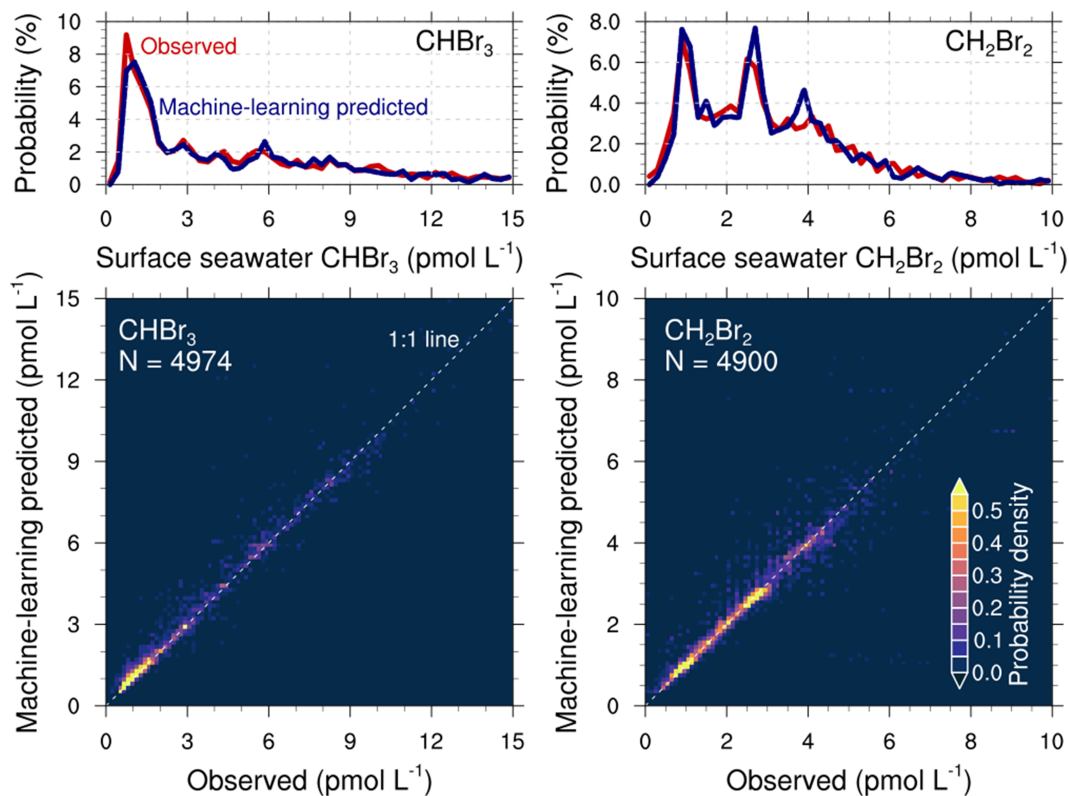 Probability (%)
10
8
6
4
2
0
Observed
CHBr3
Machine-learning predicted
0 3 6 9 12 15
Surface seawater CHBr3 (pmol L-1)
Probability (%)
8.0
6.0
4.0
2.0
0.0
CH2Br2
0 2 4 6 8 10
Surface seawater CH2Br2 (pmol L-1)
Machine-learning predicted (pmol L-1)
15
12
9
6
3
0
CHBr3
N = 4974
1:1 line
0 3 6 9 12 15
Observed (pmol L-1)
Machine-learning predicted (pmol L-1)
10
8
6
4
2
0
CH2Br2
N = 4900
0.5
0.4
0.3
0.2
0.1
0.0
Probability density
0 2 4 6 8 10
Observed (pmol L-1)